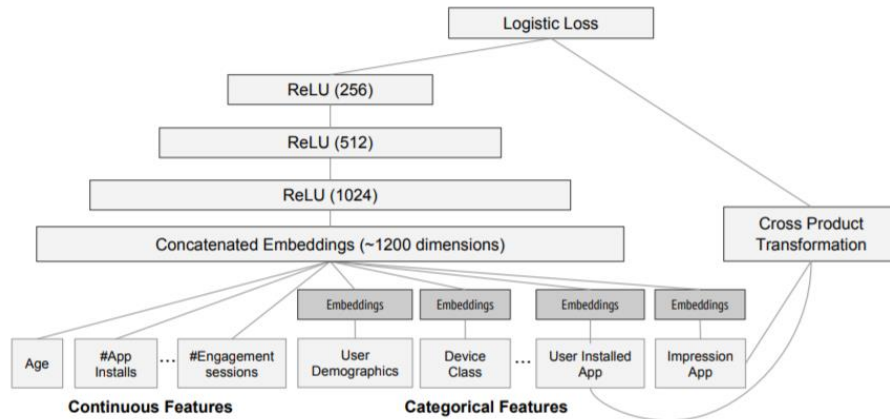 Logistic Loss
ReLU (256)
ReLU (512)
ReLU (1024)
Concatenated Embeddings (~1200 dimensions)
Cross Product
Transformation
Embeddings
Embeddings
Embeddings
Embeddings
Age
#App
Installs
...
#Engagement
sessions
User
Demographics
Device
Class
...
User Installed
App
Impression
App
Continuous Features
Categorical Features